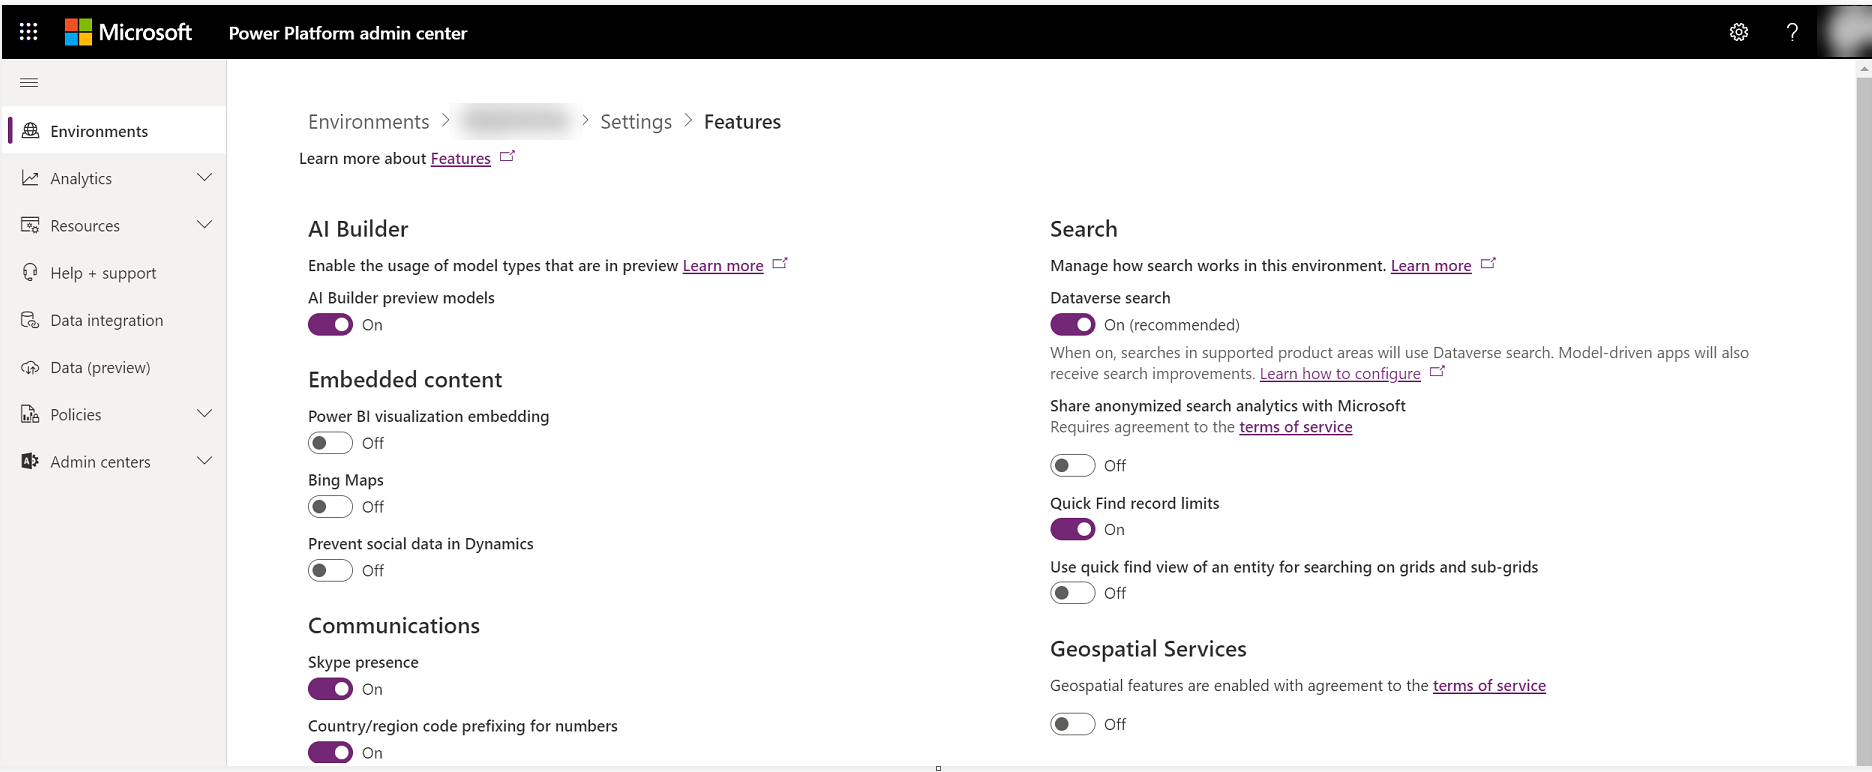 Microsoft Power Platform admin center ?
Environments
Analytics
Resources
Help + support
Data integration
Data (preview)
Policies
Admin centers
Environments > > Settings > Features
Learn more about Features
AI Builder
Enable the usage of model types that are in preview Learn more
AI Builder preview models
On
Embedded content
Power BI visualization embedding
Off
Bing Maps
Off
Prevent social data in Dynamics
Off
Communications
Skype presence
On
Country/region code prefixing for numbers
On
Search
Manage how search works in this environment. Learn more
Dataverse search
On (recommended)
When on, searches in supported product areas will use Dataverse search. Model-driven apps will also
receive search improvements. Learn how to configure
Share anonymized search analytics with Microsoft
Requires agreement to the terms of service
Off
Quick Find record limits
On
Use quick find view of an entity for searching on grids and sub-grids
Off
Geospatial Services
Geospatial features are enabled with agreement to the terms of service
Off